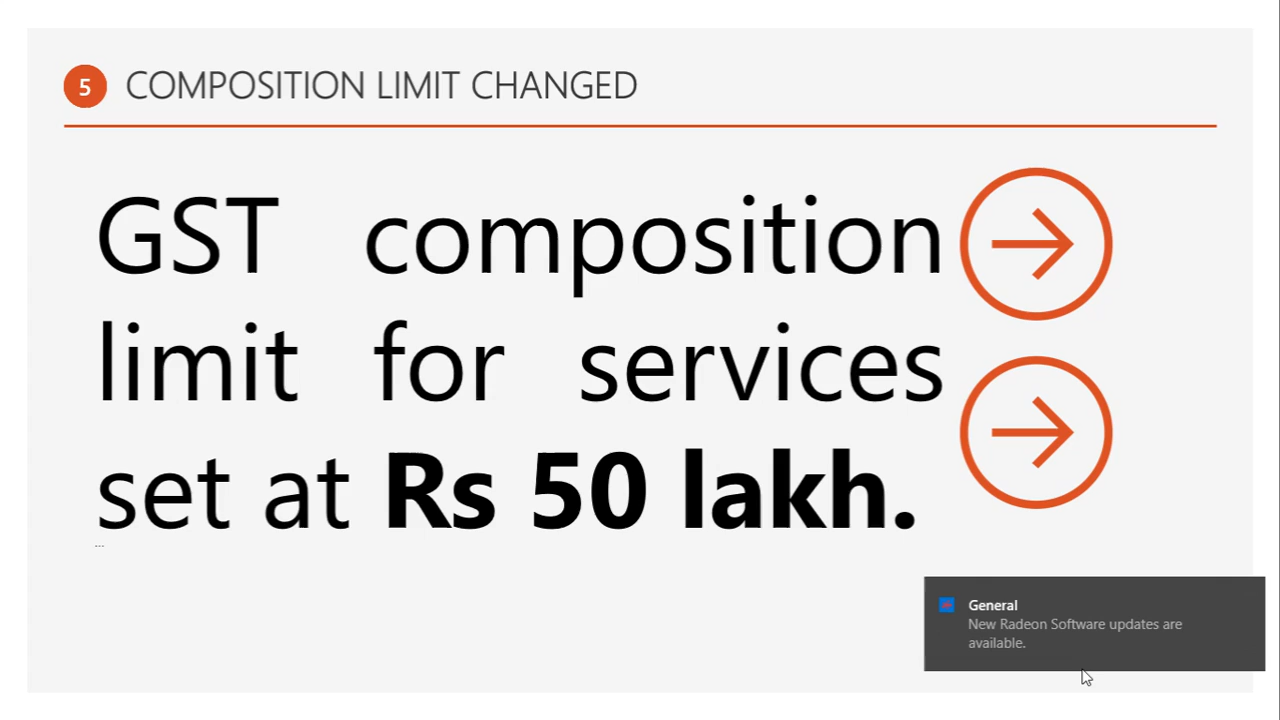 5 COMPOSITION LIMIT CHANGED
GST composition
limit for services
set at Rs 50 lakh.
...
General
New Radeon Software updates are
available.